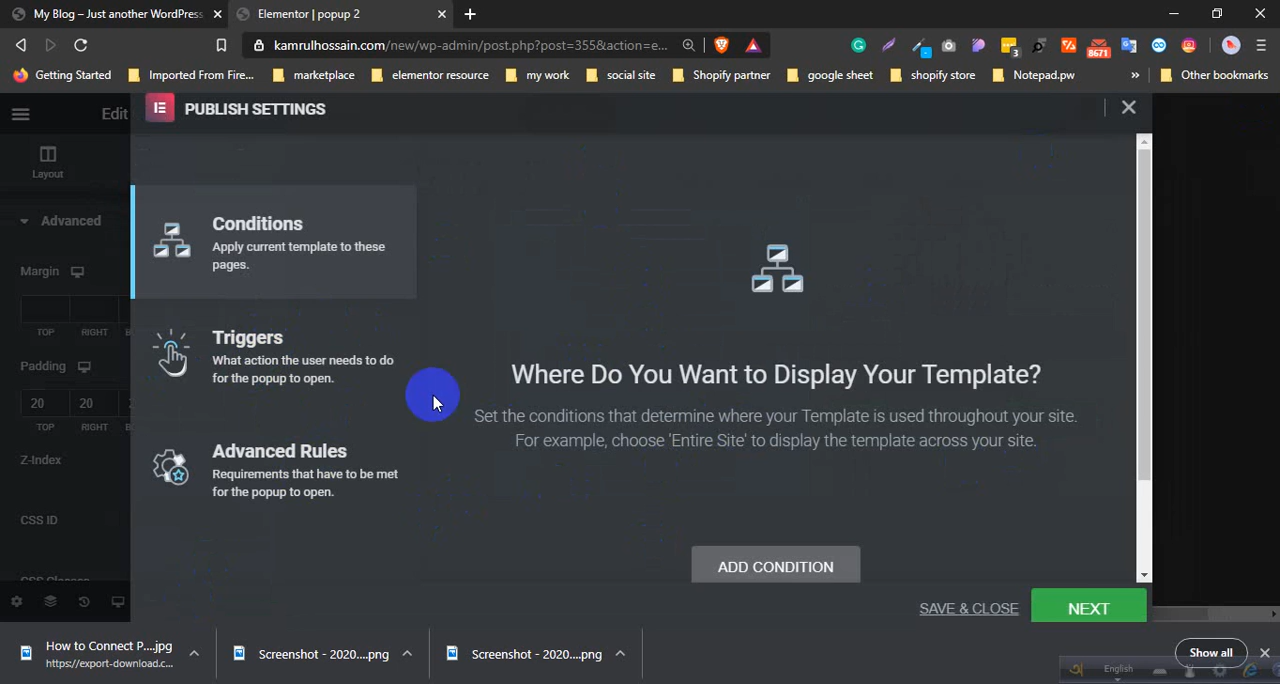 My Blog – Just another WordPress
Elementor | popup 2
kamrulhossain.com/new/wp-admin/post.php?post=355&action=e...
3
8671
Getting Started
Imported From Fire...
marketplace
elementor resource
my work
social site
Shopify partner
google sheet
shopify store
Notepad.pw
»
Other bookmarks
Edit
PUBLISH SETTINGS
Layout
Advanced
Margin
TOP RIGHT B
Padding
20 20 2
TOP RIGHT B
Z-Index
CSS ID
CSS Classes
Conditions
Apply current template to these
pages.
Triggers
What action the user needs to do
for the popup to open.
Advanced Rules
Requirements that have to be met
for the popup to open.
Where Do You Want to Display Your Template?
Set the conditions that determine where your Template is used throughout your site.
For example, choose 'Entire Site' to display the template across your site.
ADD CONDITION
SAVE & CLOSE
NEXT
How to Connect P....jpg
https://export-download.c...
Screenshot - 2020....png
Screenshot - 2020....png
Show all
English